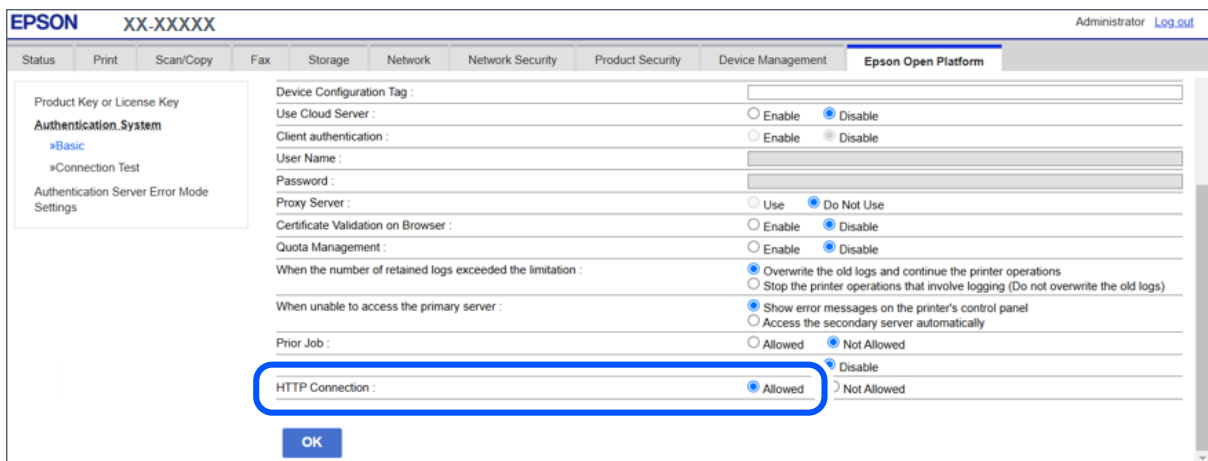 EPSON XX-XXXXX Administrator Log out
Status Print Scan/Copy Fax Storage Network Network Security Product Security Device Management Epson Open Platform
Product Key or License Key
Authentication System
»Basic
»Connection Test
Authentication Server Error Mode
Settings
Device Configuration Tag :
Use Cloud Server : Enable Disable
Client authentication : Enable Disable
User Name :
Password :
Proxy Server : Use Do Not Use
Certificate Validation on Browser : Enable Disable
Quota Management : Enable Disable
When the number of retained logs exceeded the limitation : Overwrite the old logs and continue the printer operations
Stop the printer operations that involve logging (Do not overwrite the old logs)
When unable to access the primary server : Show error messages on the printer's control panel
Access the secondary server automatically
Prior Job : Allowed Not Allowed
Disable
HTTP Connection : Allowed Not Allowed
OK